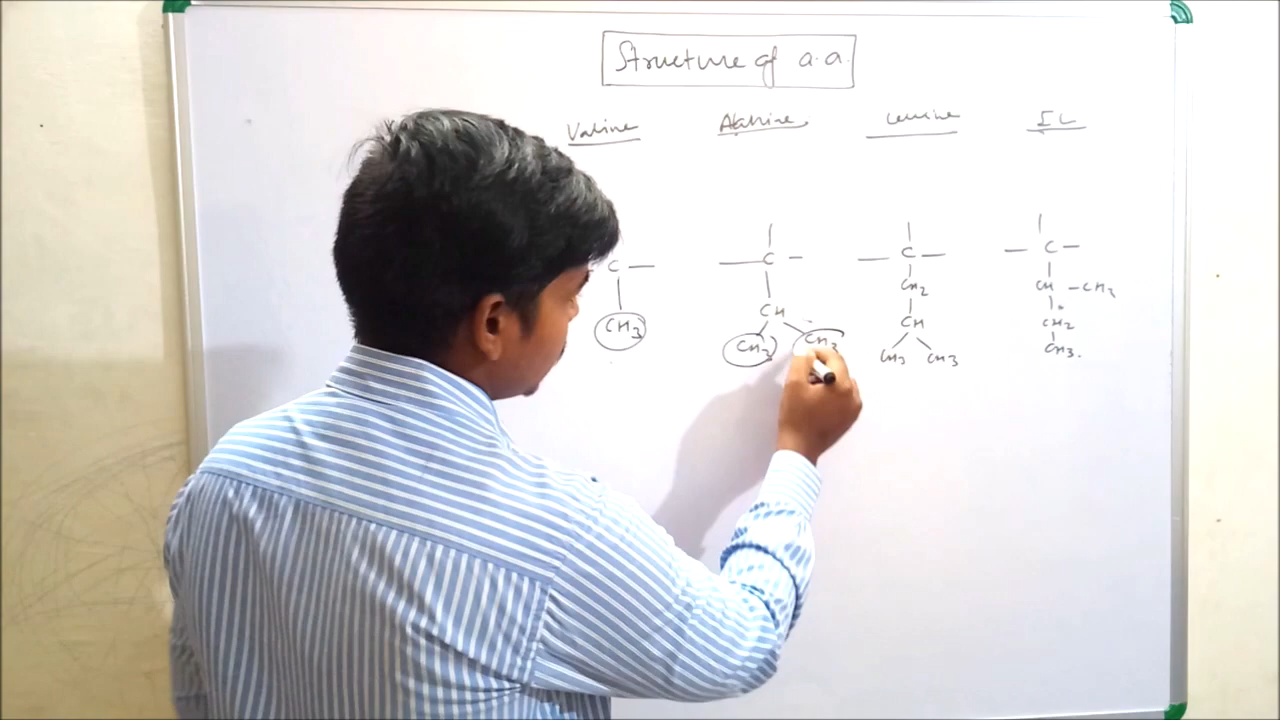 Structure of a.a.
Valine Alanine Leucine IL
C C C C
CH3 CH CH2 CH - CH3
CH3 CH3 CH CH2
CH3 CH3 CH3.